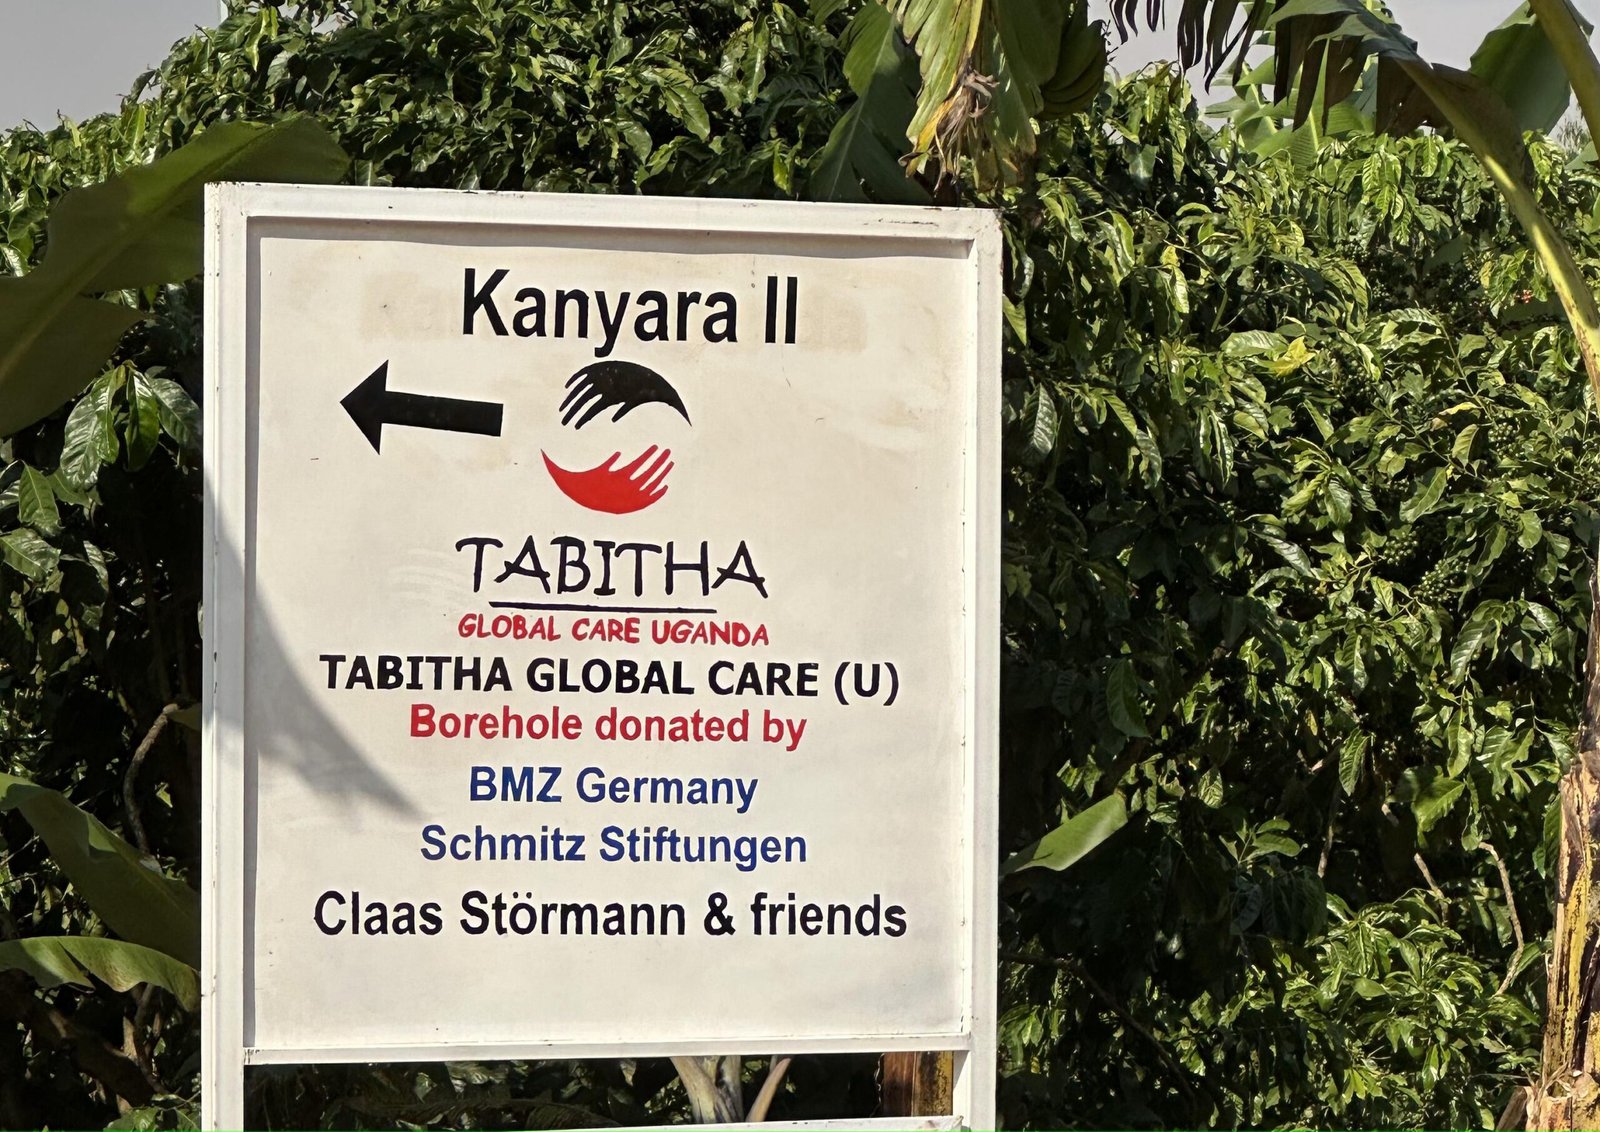 Kanyara II
TABITHA
GLOBAL CARE UGANDA
TABITHA GLOBAL CARE (U)
Borehole donated by
BMZ Germany
Schmitz Stiftungen
Claas Störmann & friends